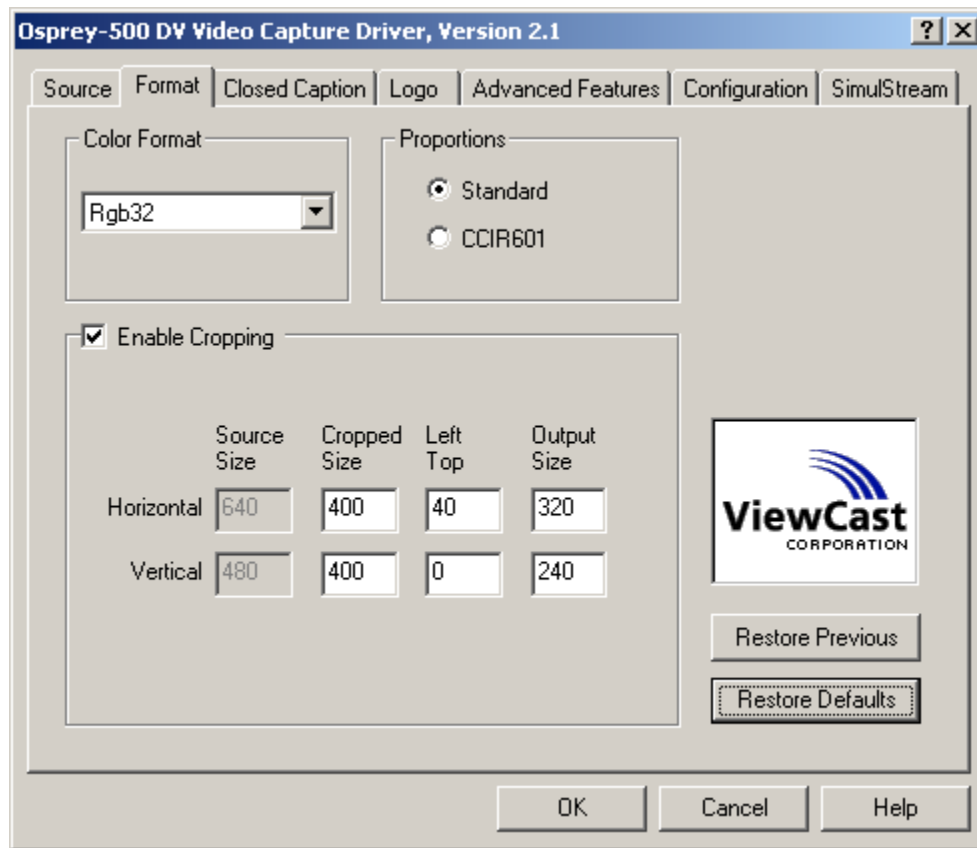 Osprey-500 DV Video Capture Driver, Version 2.1
Source Format Closed Caption Logo Advanced Features Configuration SimulStream
Color Format
Proportions
Rgb32
Standard
CCIR601
Enable Cropping
Source Size Cropped Size Left Top Output Size
Horizontal 640 400 40 320
Vertical 480 400 0 240
ViewCast
CORPORATION
Restore Previous
Restore Defaults
OK Cancel Help